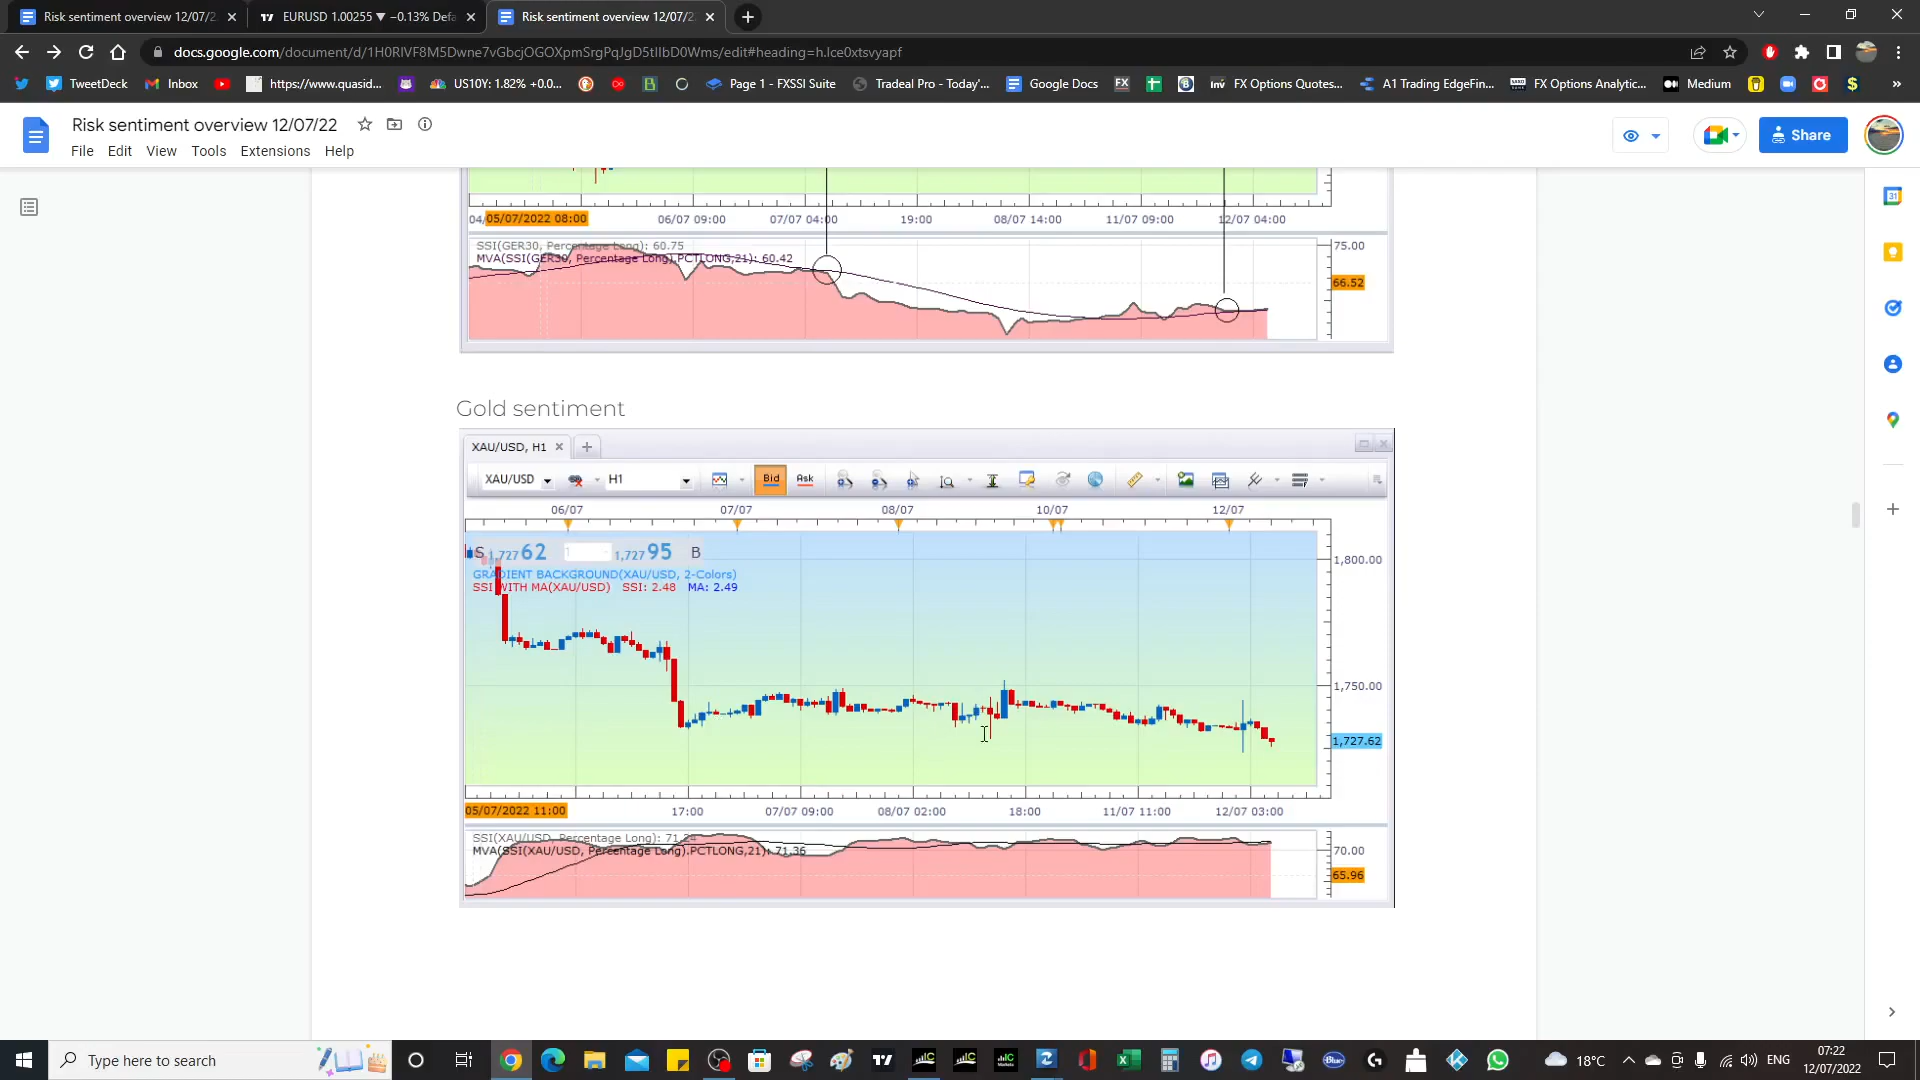 Risk sentiment overview 12/07/2
EURUSD 1.00255 ▼ −0.13% Defa
Risk sentiment overview 12/07/2
docs.google.com/document/d/1H0RlVF8M5Dwne7vGbcjOGOXpmSrgPqJgD5tIIbD0Wms/edit#heading=h.lce0xtsvyapf
TweetDeck
Inbox
https://www.quasid...
US10Y: 1.82% +0.0...
Page 1 - FXSSI Suite
Tradeal Pro - Today'...
Google Docs
FX Options Quotes...
A1 Trading EdgeFin...
FX Options Analytic...
Medium
Risk sentiment overview 12/07/22
Share
File Edit View Tools Extensions Help
04/ 05/07/2022 08:00 06/07 09:00 07/07 04:00 19:00 08/07 14:00 11/07 09:00 12/07 04:00
SSI(GER30, Percentage Long): 60.75
MVA(SSI(GER30, Percentage Long).PCTLONG,21): 60.42
75.00
66.52
Gold sentiment
XAU/USD, H1
XAU/USD H1 Bid Ask
06/07 07/07 08/07 10/07 12/07
S 1,727 62 1 1,727 95 B
GRADIENT BACKGROUND(XAU/USD, 2-Colors)
SSI WITH MA(XAU/USD) SSI: 2.48 MA: 2.49
1,800.00
1,750.00
1,727.62
05/07/2022 11:00 17:00 07/07 09:00 08/07 02:00 18:00 11/07 11:00 12/07 03:00
SSI(XAU/USD, Percentage Long): 71.24
MVA(SSI(XAU/USD, Percentage Long).PCTLONG,21): 71.36
70.00
65.96
Type here to search
18°C
ENG
07:22
12/07/2022